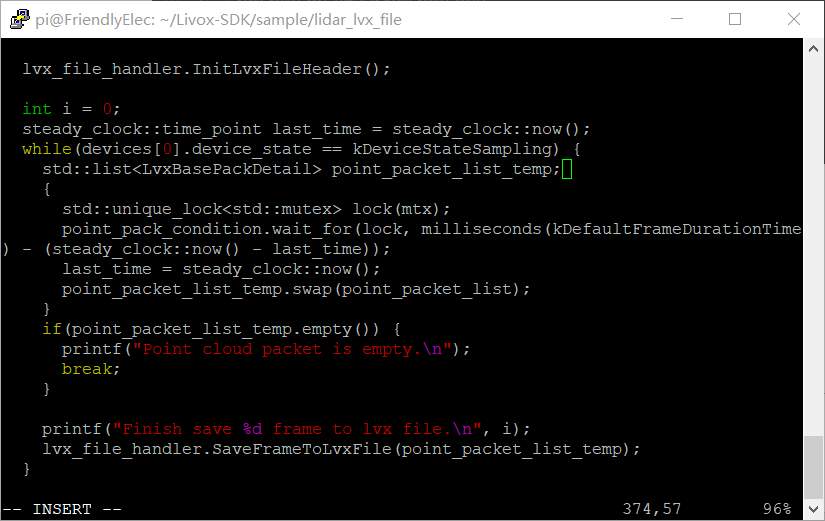 pi@FriendlyElec: ~/Livox-SDK/sample/lidar_lvx_file
  lvx_file_handler.InitLvxFileHeader();

  int i = 0;
  steady_clock::time_point last_time = steady_clock::now();
  while(devices[0].device_state == kDeviceStateSampling) {
    std::list<LvxBasePackDetail> point_packet_list_temp;
    {
      std::unique_lock<std::mutex> lock(mtx);
      point_pack_condition.wait_for(lock, milliseconds(kDefaultFrameDurationTime
) - (steady_clock::now() - last_time));
      last_time = steady_clock::now();
      point_packet_list_temp.swap(point_packet_list);
    }
    if(point_packet_list_temp.empty()) {
      printf("Point cloud packet is empty.\n");
      break;
    }

    printf("Finish save %d frame to lvx file.\n", i);
    lvx_file_handler.SaveFrameToLvxFile(point_packet_list_temp);
  }

-- INSERT -- 374,57 96%